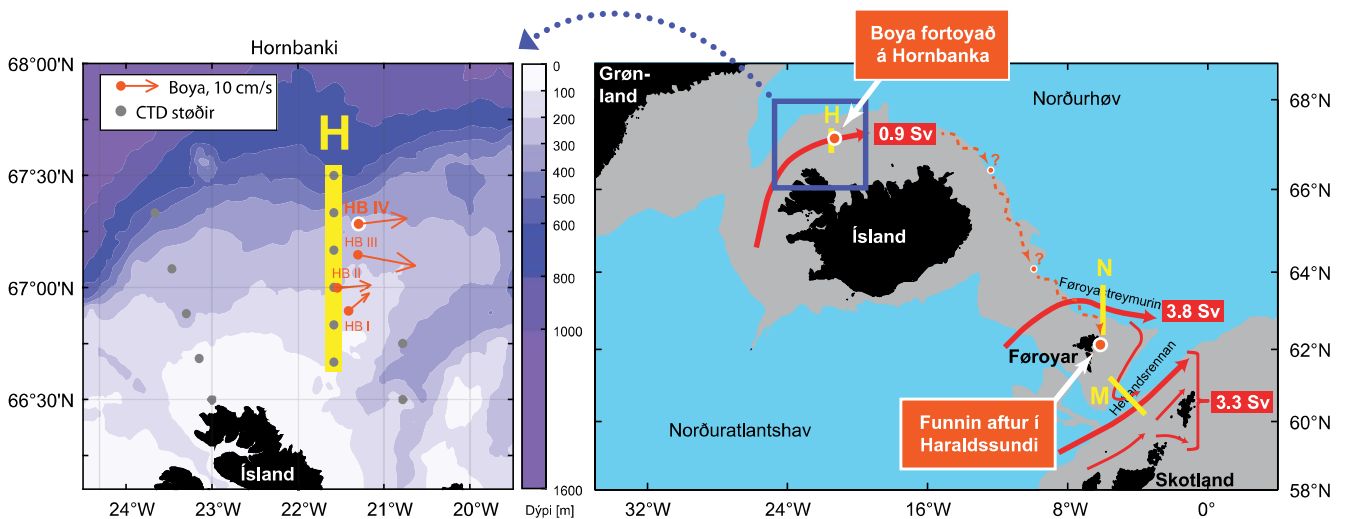 Hornbanki
68°00'N
67°30'N
67°00'N
66°30'N
24°W
23°W
22°W
21°W
20°W
Boya, 10 cm/s
CTD støðir
H
HB IV
HB III
HB II
HB I
Ísland
0
100
200
300
400
500
600
800
1000
1600
Dýpi [m]
Boya fortoyað
á Hornbanka
Grøn-
land
Norðurhøv
H
0.9 Sv
?
Ísland
?
N
Føroyastreymurin
3.8 Sv
Føroyar
Hetlandsrennan
M
3.3 Sv
Norðuratlantshav
Funnin aftur í
Haraldssundi
Skotland
68°N
66°N
64°N
62°N
60°N
58°N
32°W
24°W
16°W
8°W
0°